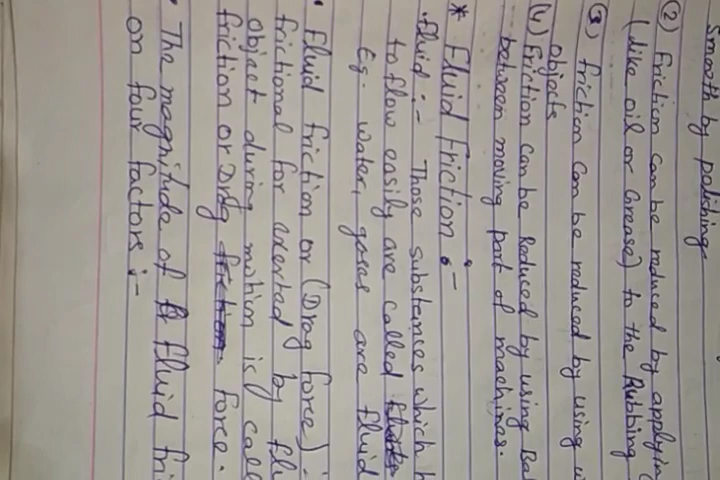 Smooth by polishing
(2) Friction can be reduced by applyin
(like oil or Grease) to the Rubbing
(3) friction can be reduced by using w
objects
(4) Friction can be Reduced by using Bal
between moving part of machines.
* Fluid Friction :-
Fluid :- Those substances which h
to flow easily are called
Eg- water, gases are fluid
• Fluid friction or (Drag force) :
frictional for exerted by flu
object during motion is call
friction or Drag friction force.
• The magnitude of fluid fri
on four factors :-